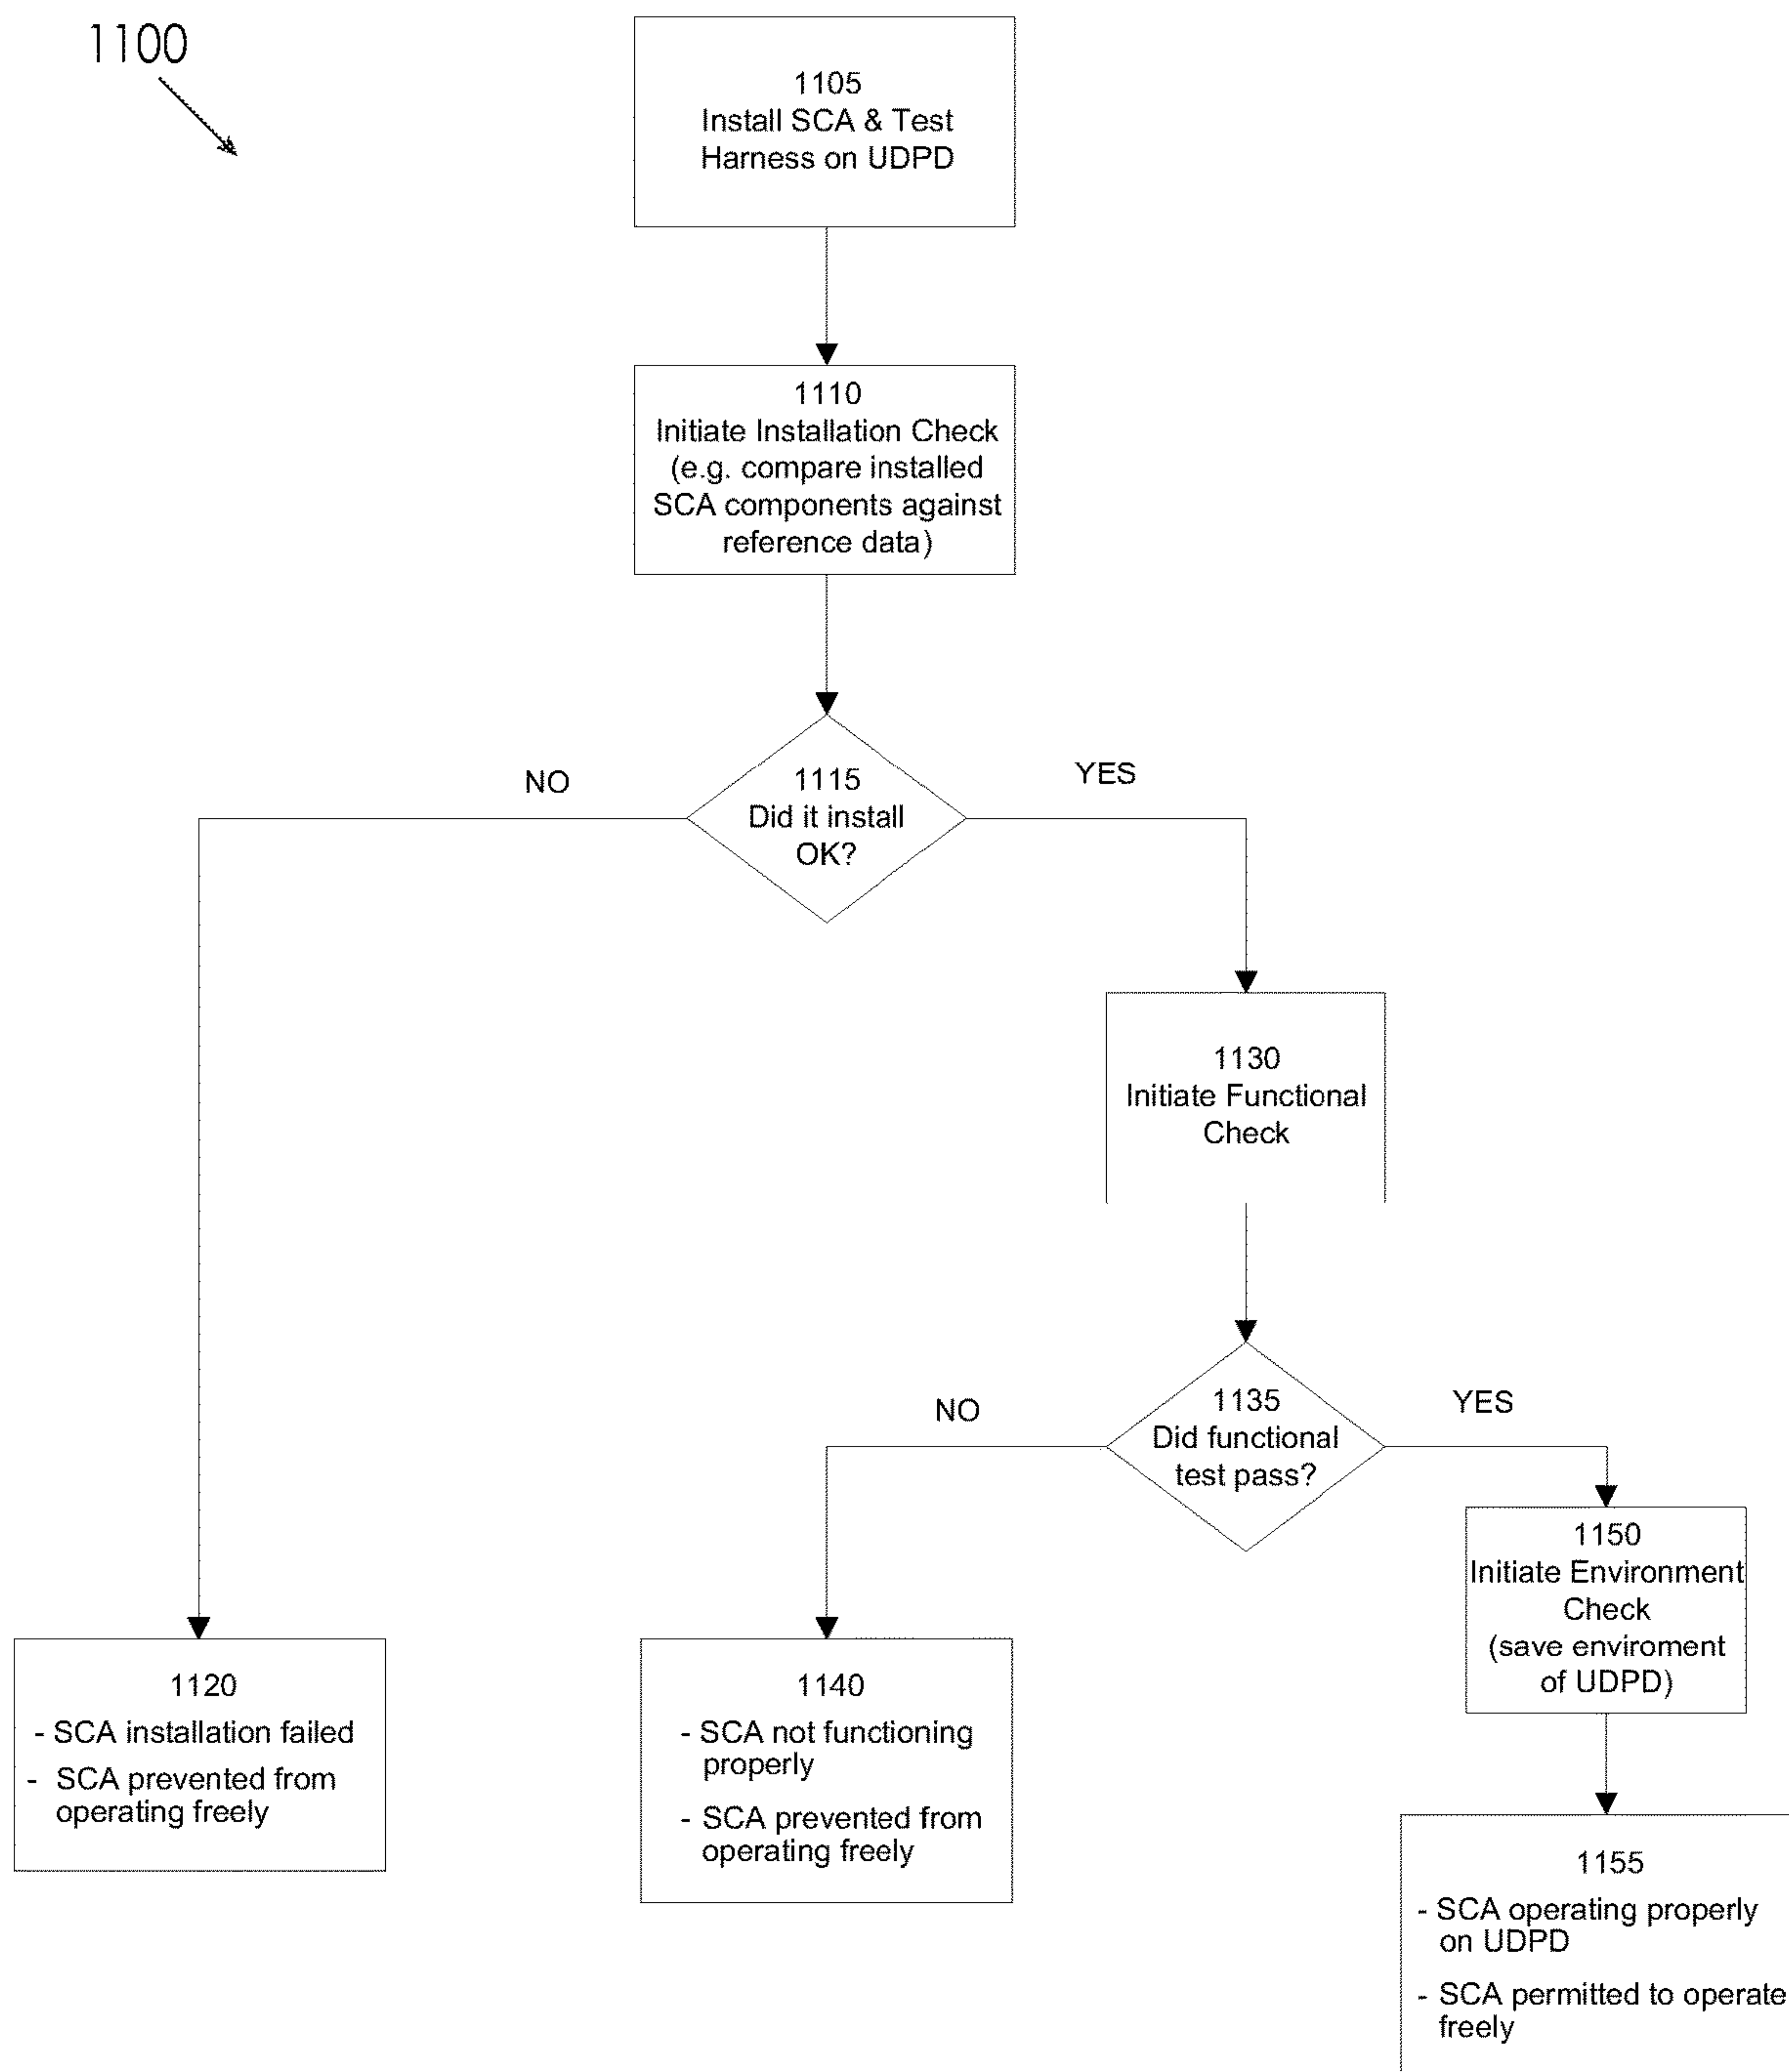 1100
1105
Install SCA & Test
Harness on UDPD
1110
Initiate Installation Check
(e.g. compare installed
SCA components against
reference data)
NO
YES
1115
Did it install
OK?
1130
Initiate Functional
Check
NO
YES
1135
Did functional
test pass?
1150
Initiate Environment
Check
(save enviroment
of UDPD)
1120
- SCA installation failed
- SCA prevented from
operating freely
1140
- SCA not functioning
properly
- SCA prevented from
operating freely
1155
- SCA operating properly
on UDPD
- SCA permitted to operate
freely